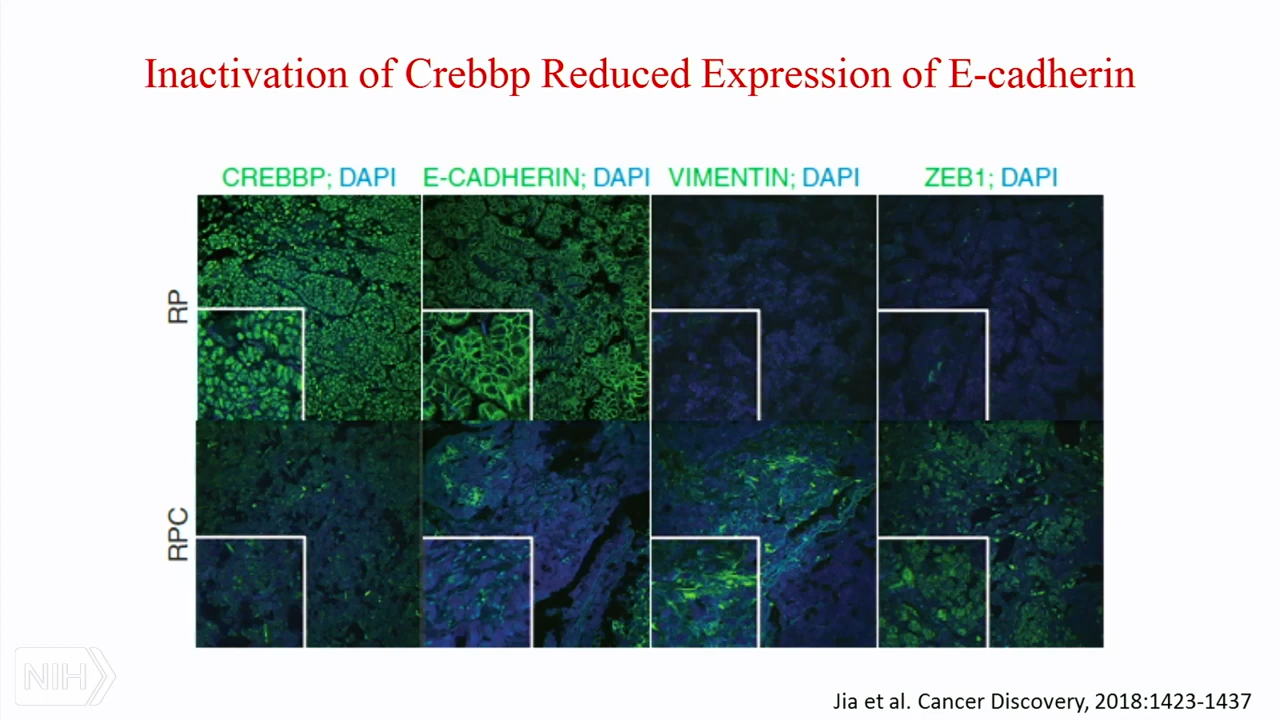 Inactivation of Crebbp Reduced Expression of E-cadherin
CREBBP; DAPI E-CADHERIN; DAPI VIMENTIN; DAPI ZEB1; DAPI
RP
RPC
NIH
Jia et al. Cancer Discovery, 2018:1423-1437